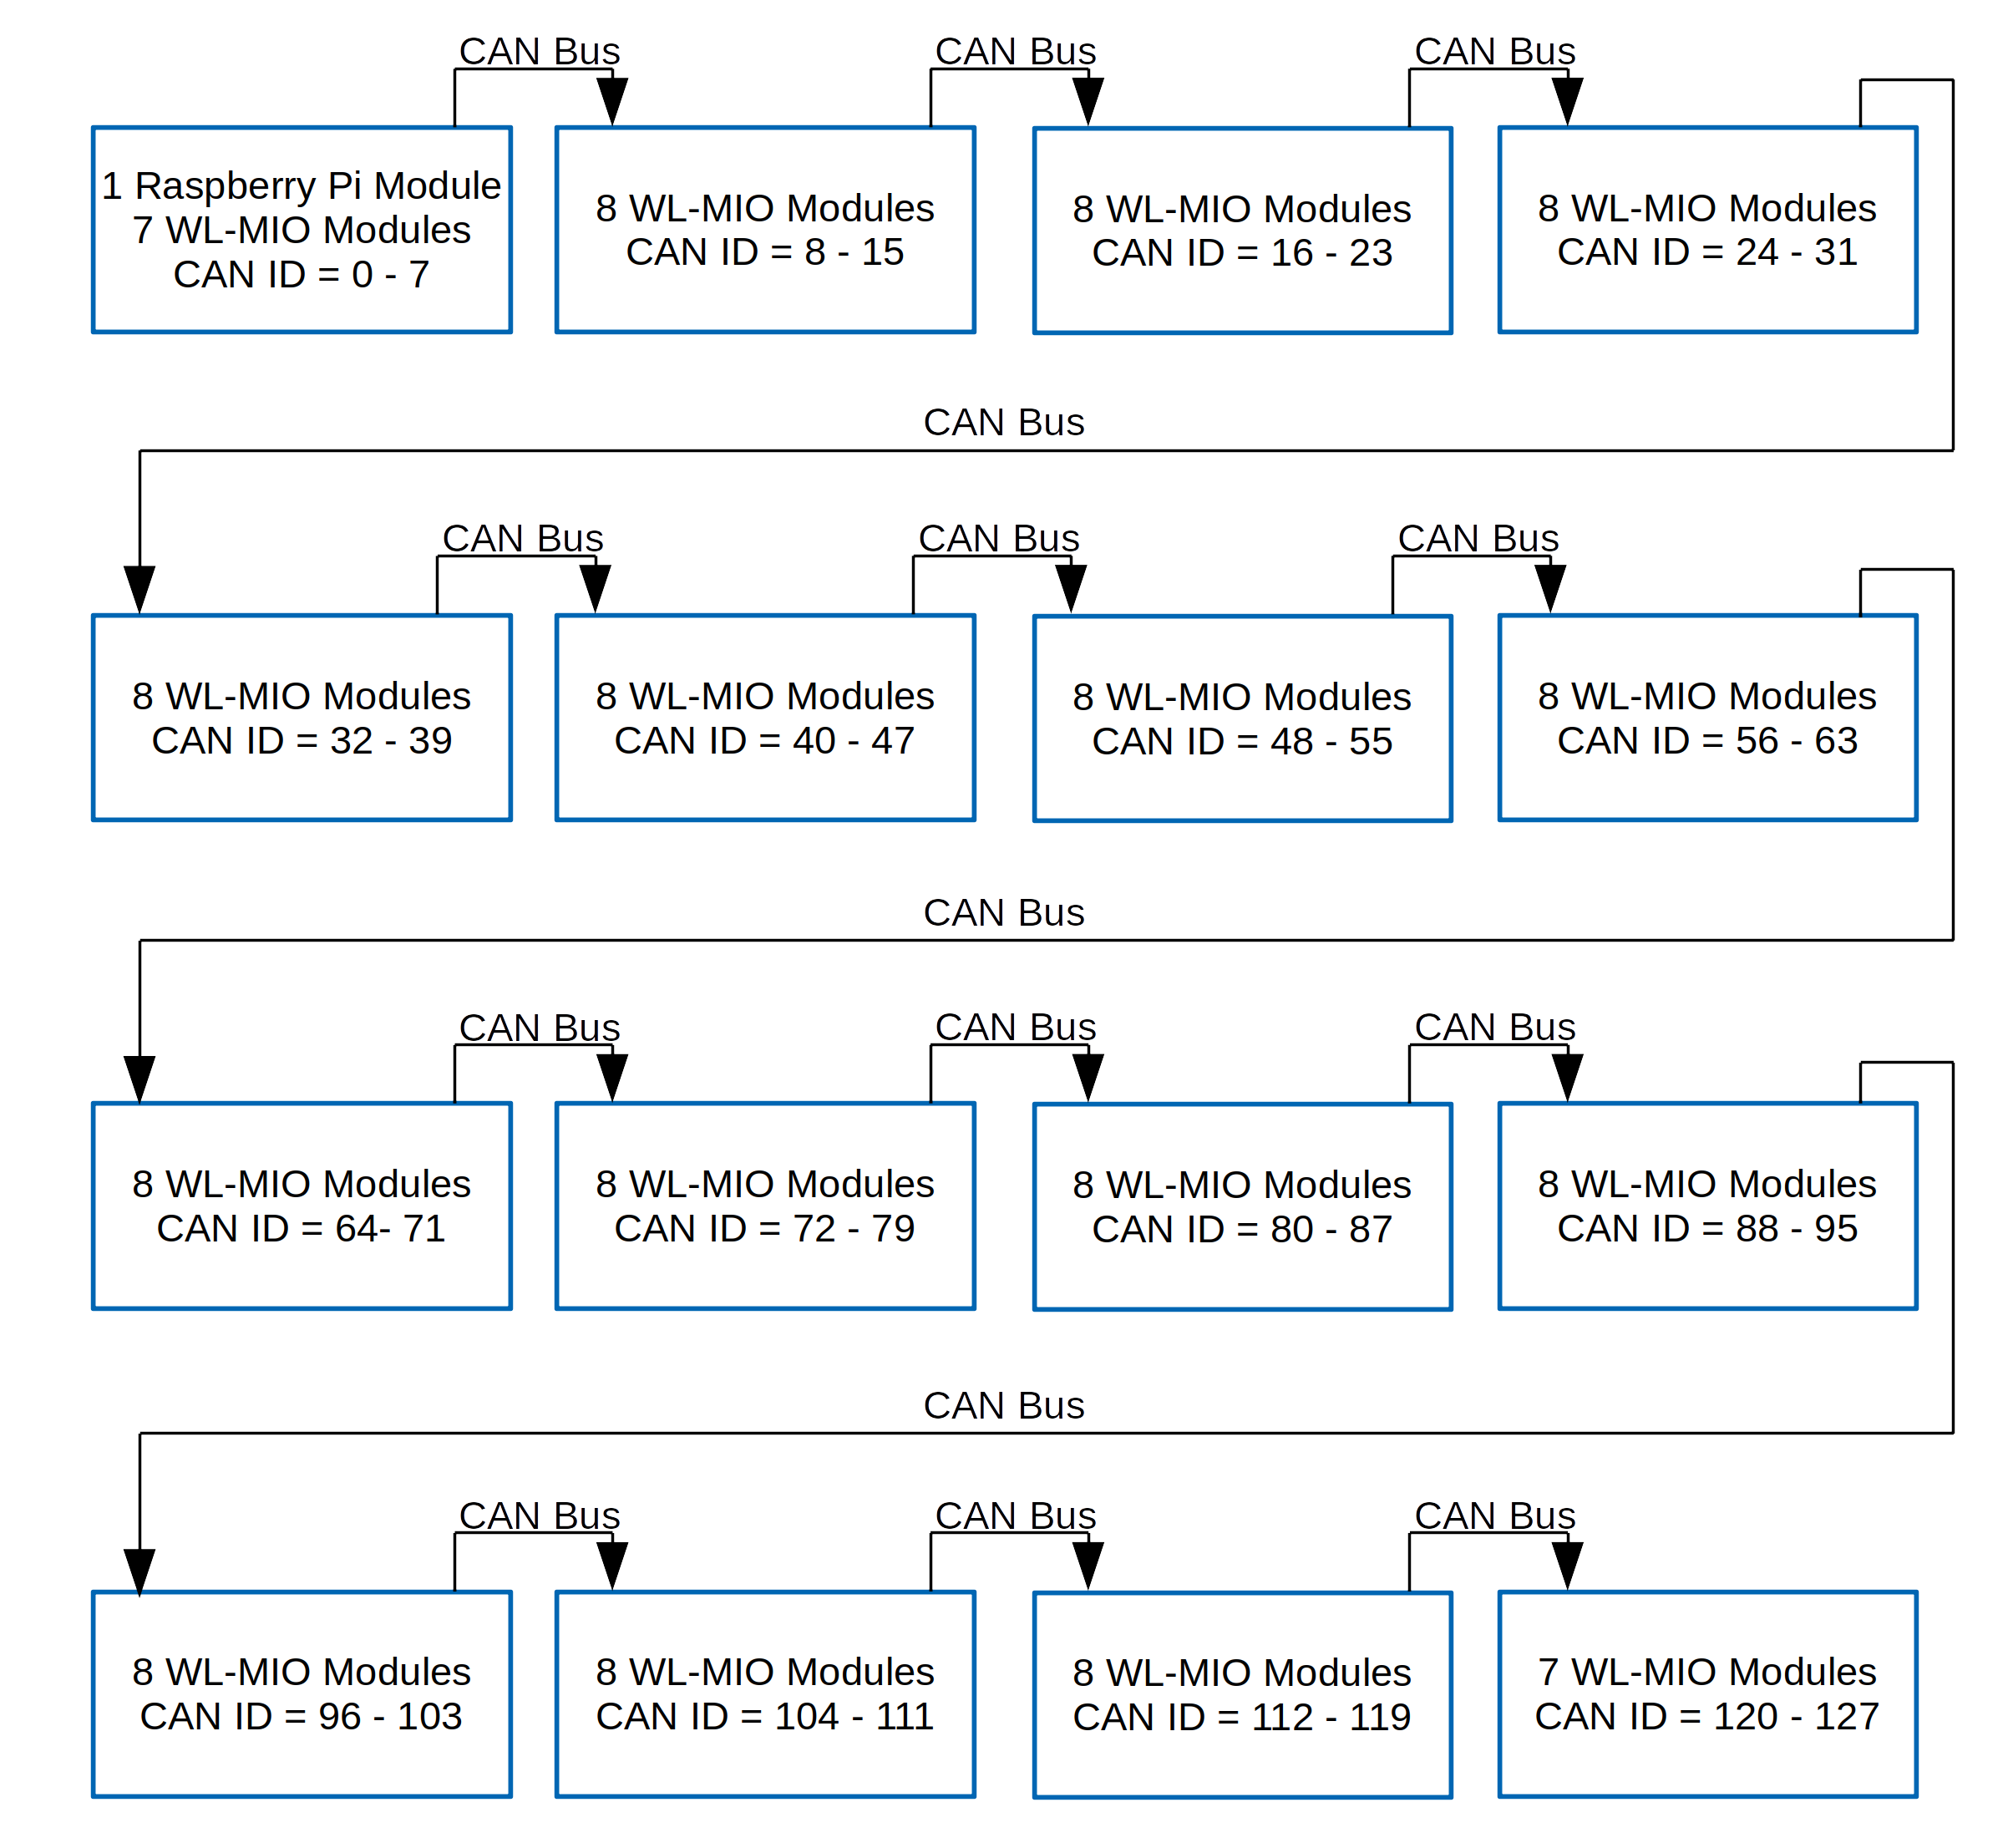 CAN Bus
CAN Bus
CAN Bus
1 Raspberry Pi Module
7 WL-MIO Modules
CAN ID = 0 - 7
8 WL-MIO Modules
CAN ID = 8 - 15
8 WL-MIO Modules
CAN ID = 16 - 23
8 WL-MIO Modules
CAN ID = 24 - 31
CAN Bus
CAN Bus
CAN Bus
CAN Bus
8 WL-MIO Modules
CAN ID = 32 - 39
8 WL-MIO Modules
CAN ID = 40 - 47
8 WL-MIO Modules
CAN ID = 48 - 55
8 WL-MIO Modules
CAN ID = 56 - 63
CAN Bus
CAN Bus
CAN Bus
CAN Bus
8 WL-MIO Modules
CAN ID = 64- 71
8 WL-MIO Modules
CAN ID = 72 - 79
8 WL-MIO Modules
CAN ID = 80 - 87
8 WL-MIO Modules
CAN ID = 88 - 95
CAN Bus
CAN Bus
CAN Bus
CAN Bus
8 WL-MIO Modules
CAN ID = 96 - 103
8 WL-MIO Modules
CAN ID = 104 - 111
8 WL-MIO Modules
CAN ID = 112 - 119
7 WL-MIO Modules
CAN ID = 120 - 127